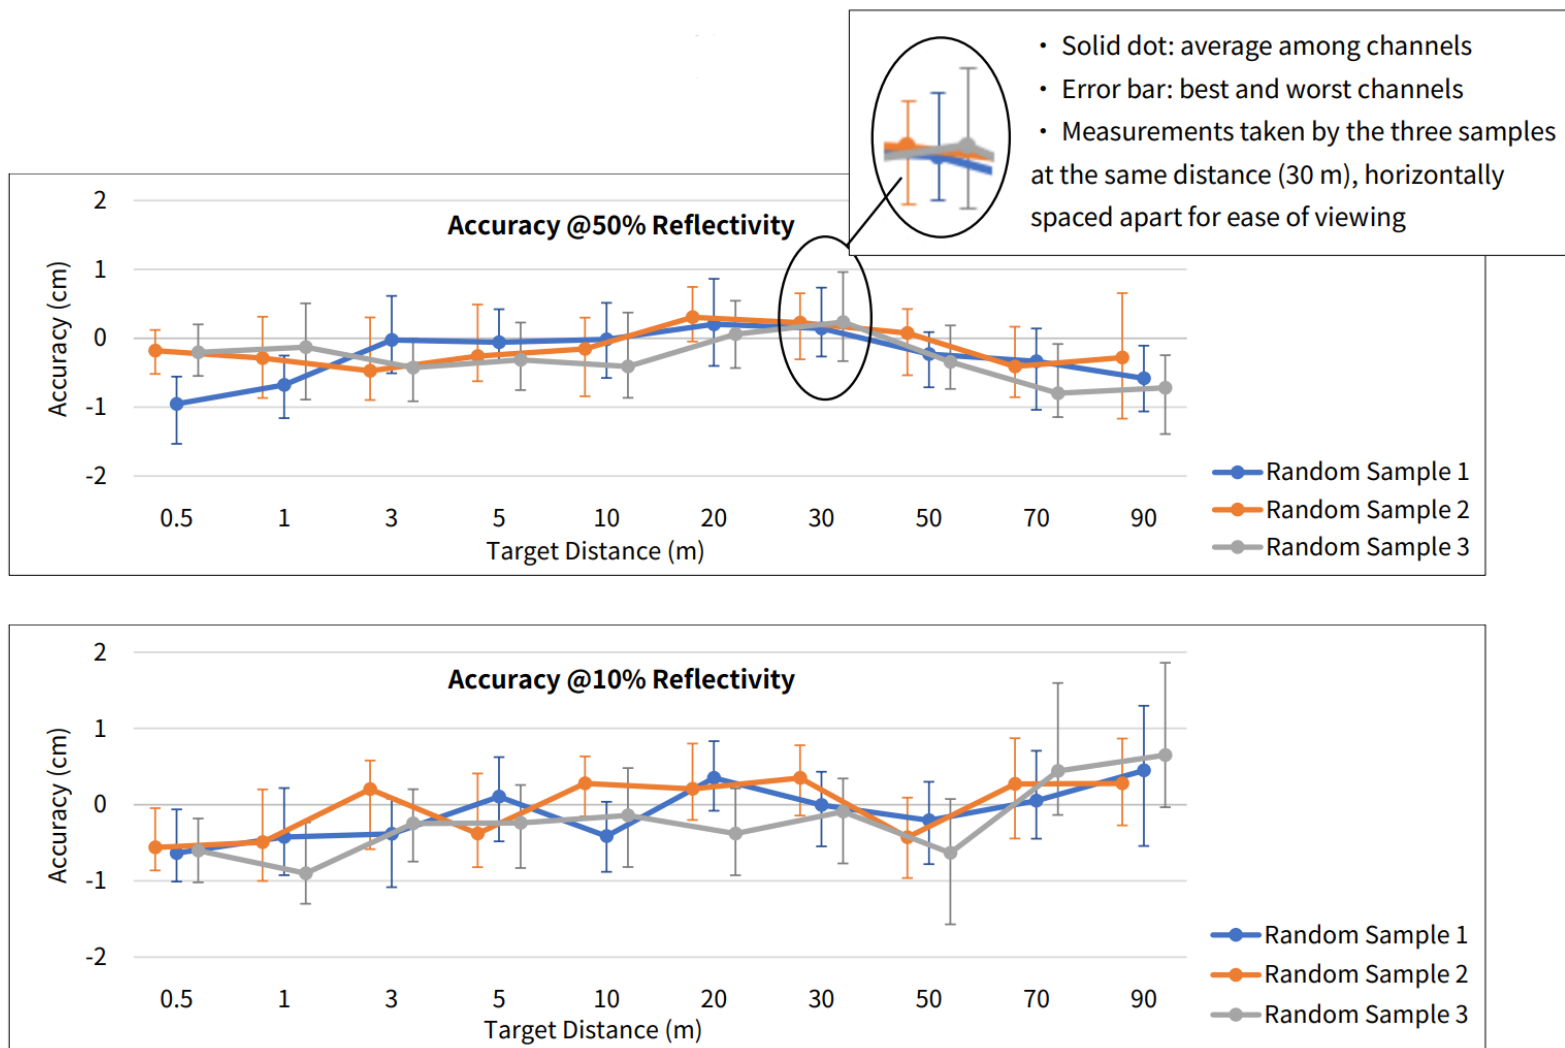 ・ Solid dot: average among channels
・ Error bar: best and worst channels
・ Measurements taken by the three samples
at the same distance (30 m), horizontally
spaced apart for ease of viewing
Accuracy @50% Reflectivity
Accuracy (cm)
2
1
0
-1
-2
0.5 1 3 5 10 20 30 50 70 90
Target Distance (m)
Random Sample 1
Random Sample 2
Random Sample 3
Accuracy @10% Reflectivity
Accuracy (cm)
2
1
0
-1
-2
0.5 1 3 5 10 20 30 50 70 90
Target Distance (m)
Random Sample 1
Random Sample 2
Random Sample 3